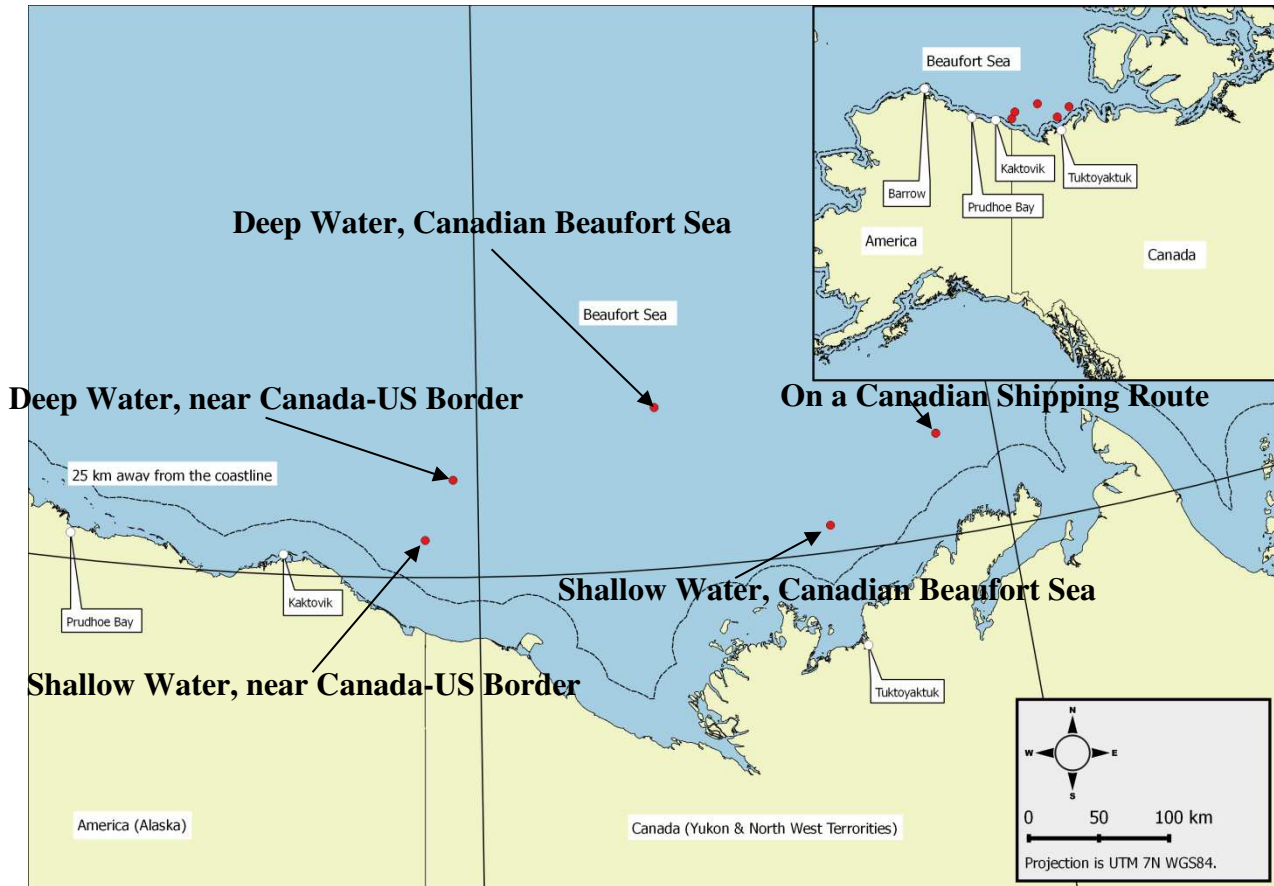 Beaufort Sea
Barrow
Prudhoe Bay
Kaktovik
Tuktoyaktuk
America
Canada
Deep Water, Canadian Beaufort Sea
Beaufort Sea
Deep Water, near Canada-US Border
On a Canadian Shipping Route
25 km away from the coastline
Shallow Water, Canadian Beaufort Sea
Kaktovik
Prudhoe Bay
Shallow Water, near Canada-US Border
Tuktoyaktuk
America (Alaska)
Canada (Yukon & North West Terrorities)
N
W
E
S
0 50 100 km
Projection is UTM 7N WGS84.